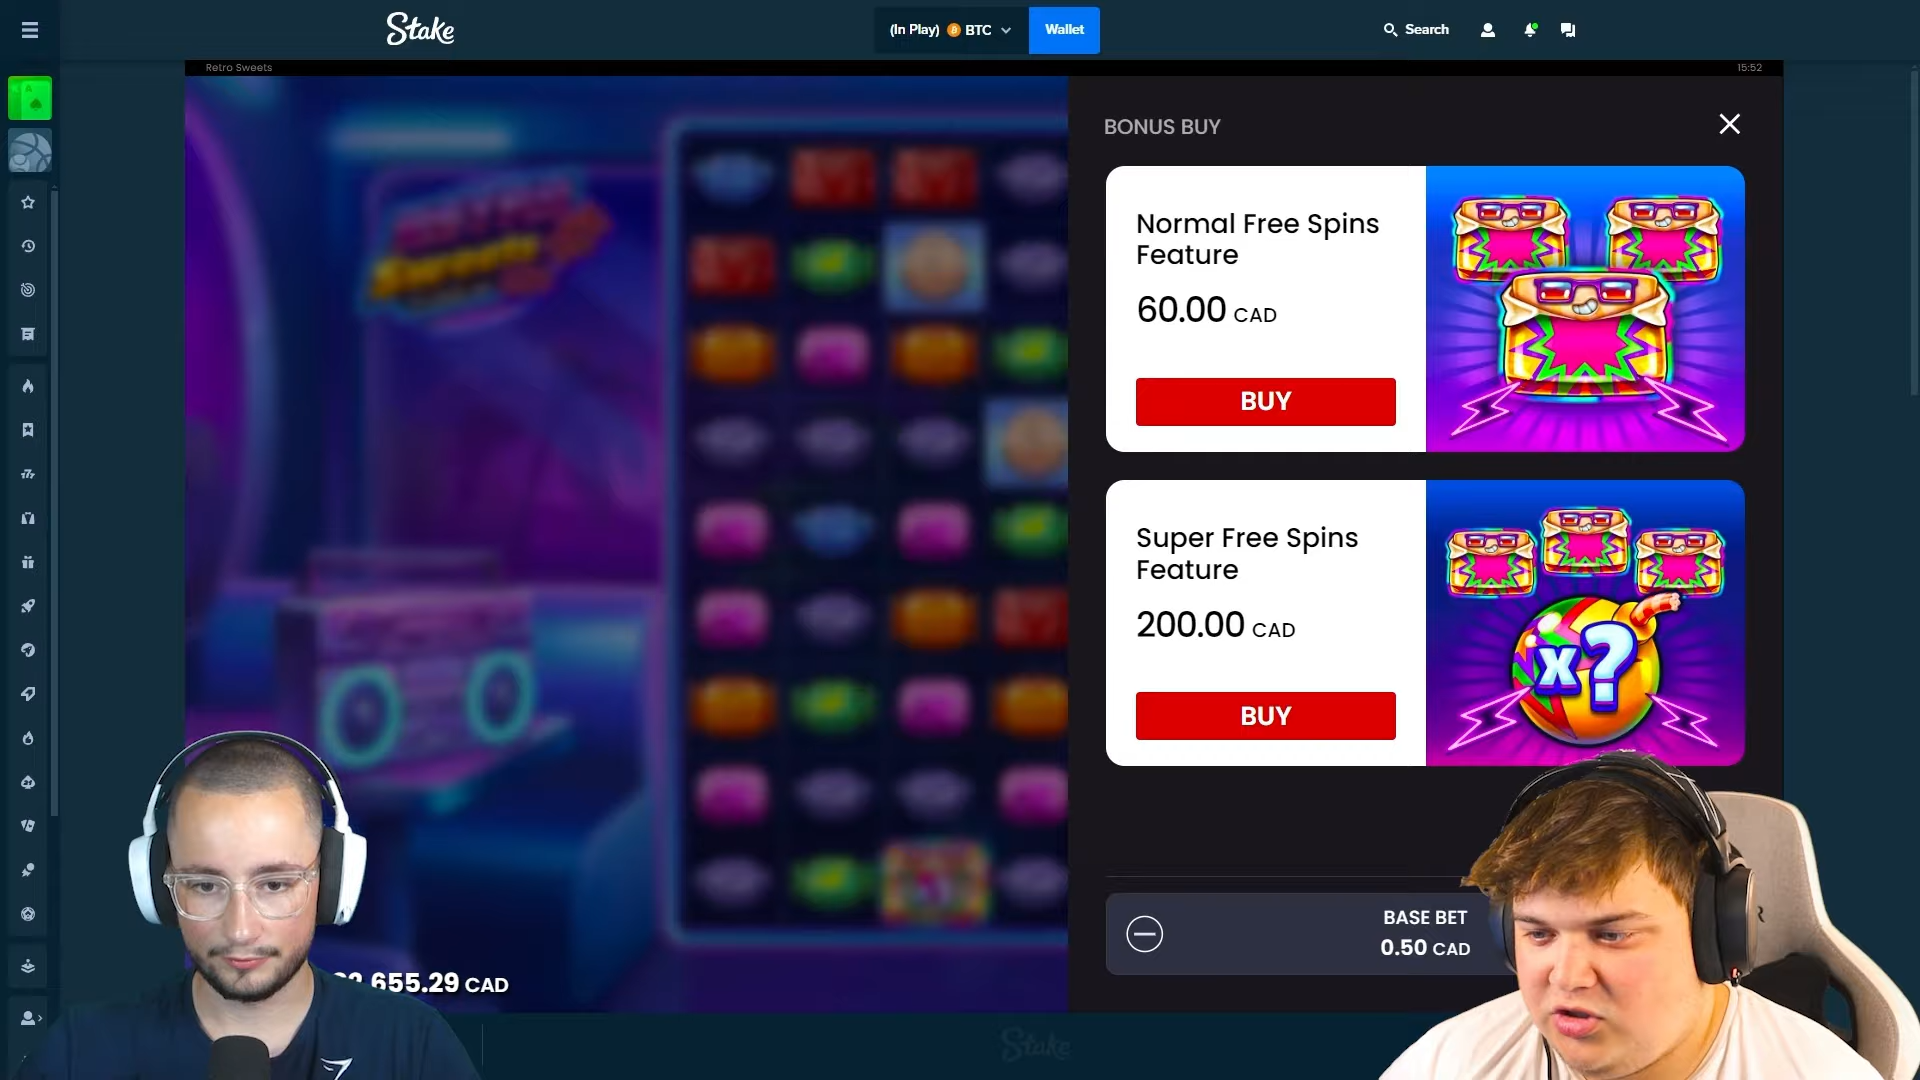 Stake
(In Play) BTC
Wallet
Search
Retro Sweets
15:52
BONUS BUY
Normal Free Spins
Feature
60.00 CAD
BUY
Super Free Spins
Feature
200.00 CAD
x?
BUY
BASE BET
0.50 CAD
655.29 CAD
Stake